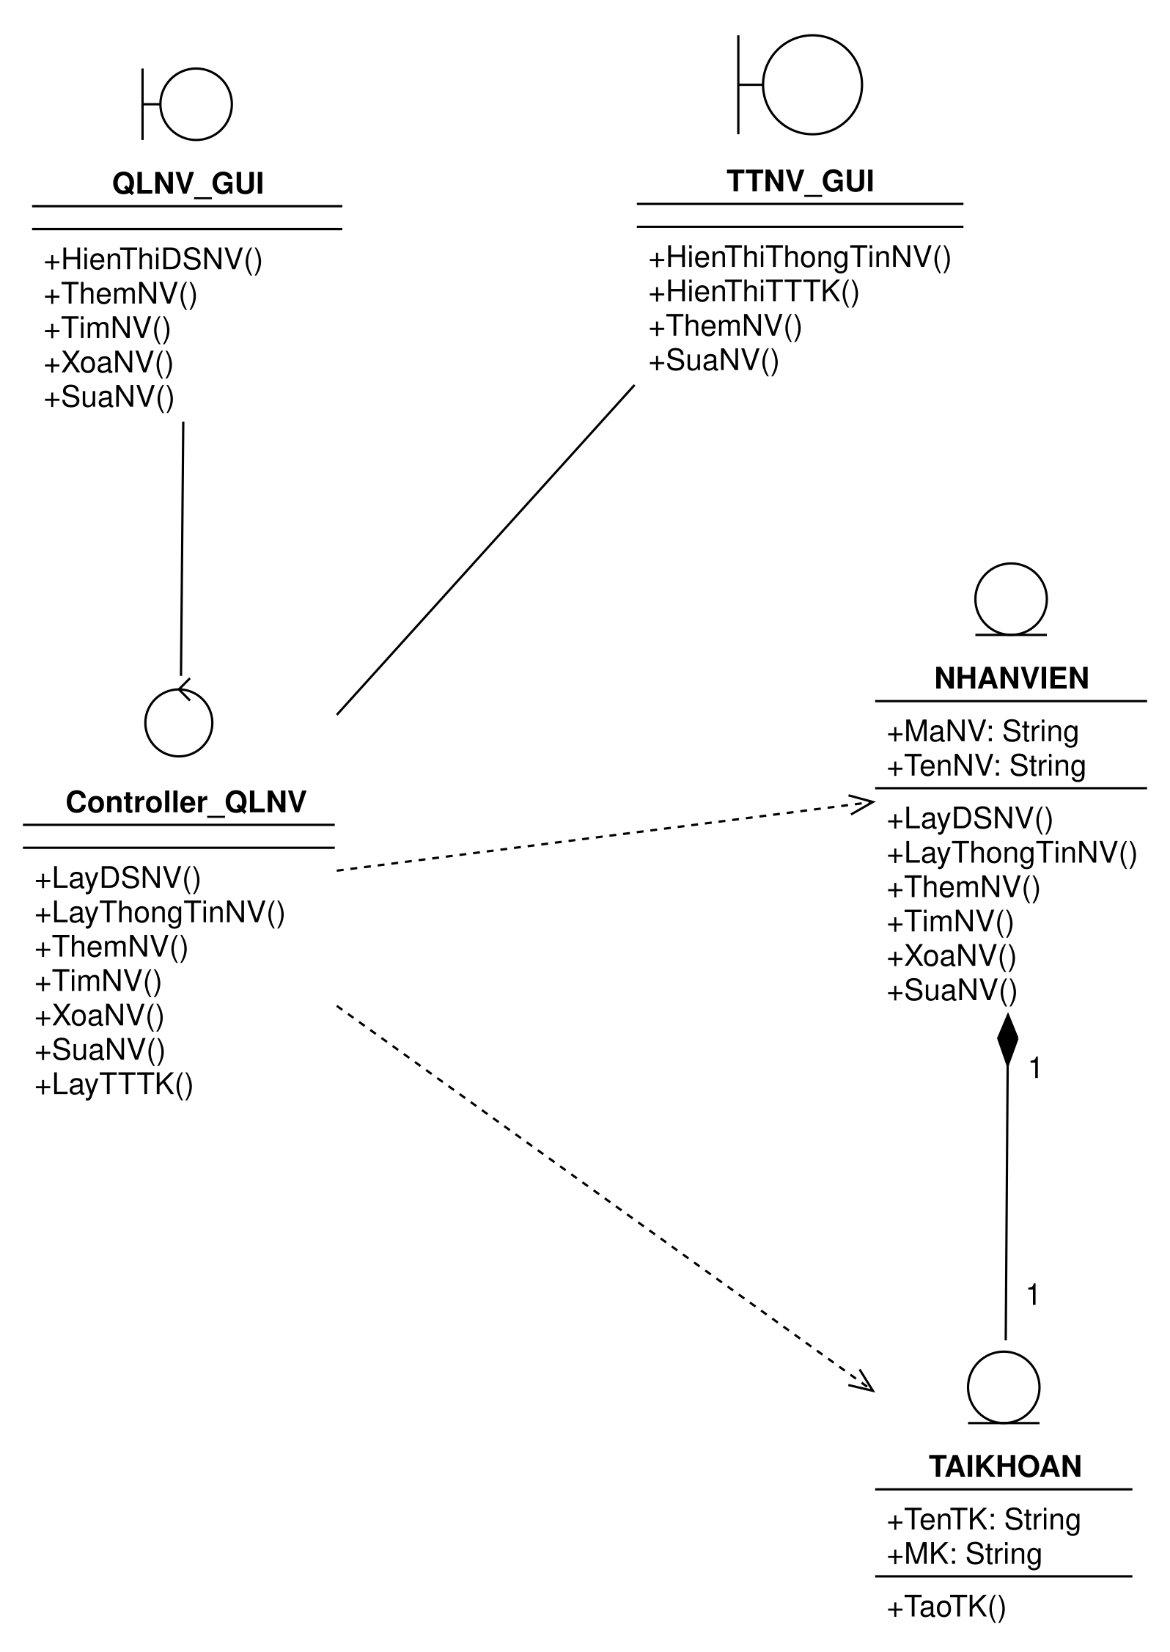 QLNV_GUI
+HienThiDSNV()
+ThemNV()
+TimNV()
+XoaNV()
+SuaNV()
TTNV_GUI
+HienThiThongTinNV()
+HienThiTTTK()
+ThemNV()
+SuaNV()
Controller_QLNV
+LayDSNV()
+LayThongTinNV()
+ThemNV()
+TimNV()
+XoaNV()
+SuaNV()
+LayTTTK()
NHANVIEN
+MaNV: String
+TenNV: String
+LayDSNV()
+LayThongTinNV()
+ThemNV()
+TimNV()
+XoaNV()
+SuaNV()
1
1
TAIKHOAN
+TenTK: String
+MK: String
+TaoTK()